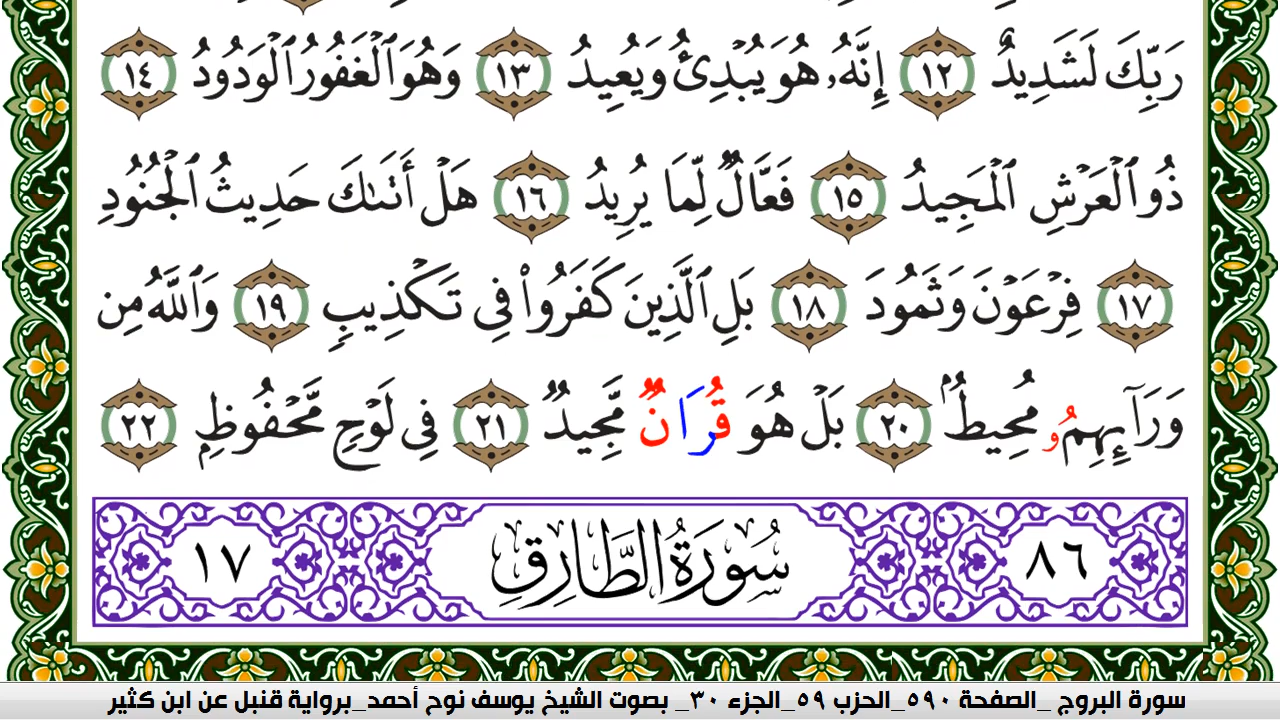 رَبِّكَ لَشَدِيدٌ ١٢ إِنَّهُۥ هُوَ يُبۡدِئُ وَيُعِيدُ ١٣ وَهُوَ ٱلۡغَفُورُ ٱلۡوَدُودُ ١٤
ذُو ٱلۡعَرۡشِ ٱلۡمَجِيدُ ١٥ فَعَّالٞ لِّمَا يُرِيدُ ١٦ هَلۡ أَتَىٰكَ حَدِيثُ ٱلۡجُنُودِ
١٧ فِرۡعَوۡنَ وَثَمُودَ ١٨ بَلِ ٱلَّذِينَ كَفَرُواْ فِي تَكۡذِيبٖ ١٩ وَٱللَّهُ مِن
وَرَآئِهِمُۥ مُحِيطُۢ ٢٠ بَلۡ هُوَ قُرَانٞ مَّجِيدٞ ٢١ فِي لَوۡحٖ مَّحۡفُوظِۭ ٢٢
٨٦ سُورَةُ الطَّارِقِ ١٧
سورة البروج _الصفحة ٥٩٠_الحزب ٥٩_الجزء ٣٠_ بصوت الشيخ يوسف نوح أحمد_برواية قنبل عن ابن كثير